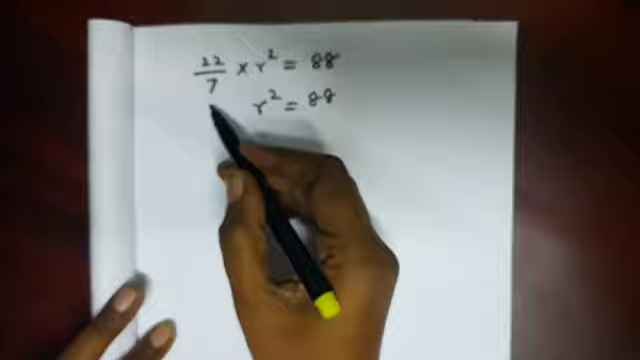 22/7 × r² = 88
r² = 88